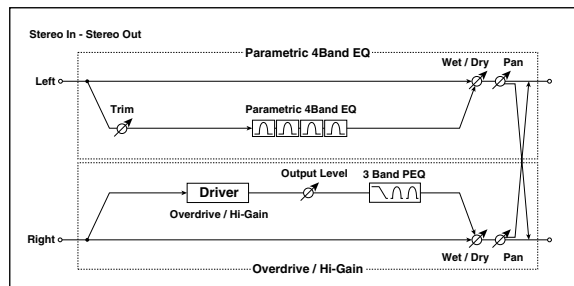 Stereo In - Stereo Out
Parametric 4Band EQ
Wet / Dry
Pan
Left
Trim
Parametric 4Band EQ
Output Level
3 Band PEQ
Driver
Overdrive / Hi-Gain
Right
Wet / Dry
Pan
Overdrive / Hi-Gain